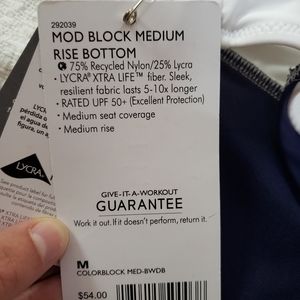 292039
MOD BLOCK MEDIUM
RISE BOTTOM
75% Recycled Nylon/25% Lycra
• LYCRA® XTRA LIFE™ fiber. Sleek,
resilient fabric lasts 5-10x longer
• RATED UPF 50+ (Excellent Protection)
• Medium seat coverage
• Medium rise
GIVE-IT-A-WORKOUT
GUARANTEE
Work it out. If it doesn't perform, return it.
M
COLORBLOCK MED-BWDB
$54.00
LYCRA